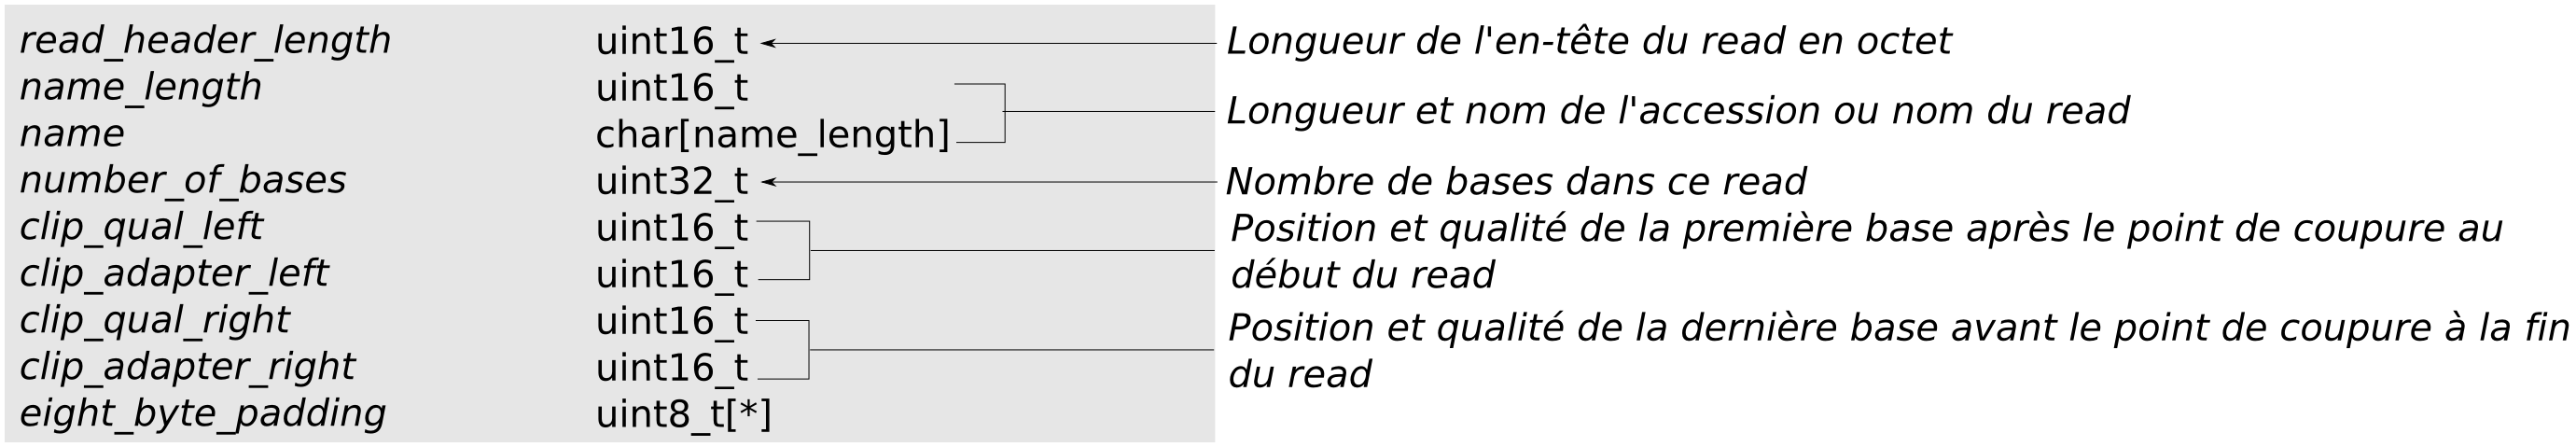 read_header_length uint16_t Longueur de l'en-tête du read en octet
name_length uint16_t
name char[name_length]
Longueur et nom de l'accession ou nom du read
number_of_bases uint32_t Nombre de bases dans ce read
clip_qual_left uint16_t
clip_adapter_left uint16_t
Position et qualité de la première base après le point de coupure au
début du read
clip_qual_right uint16_t
clip_adapter_right uint16_t
Position et qualité de la dernière base avant le point de coupure à la fin
du read
eight_byte_padding uint8_t[*]